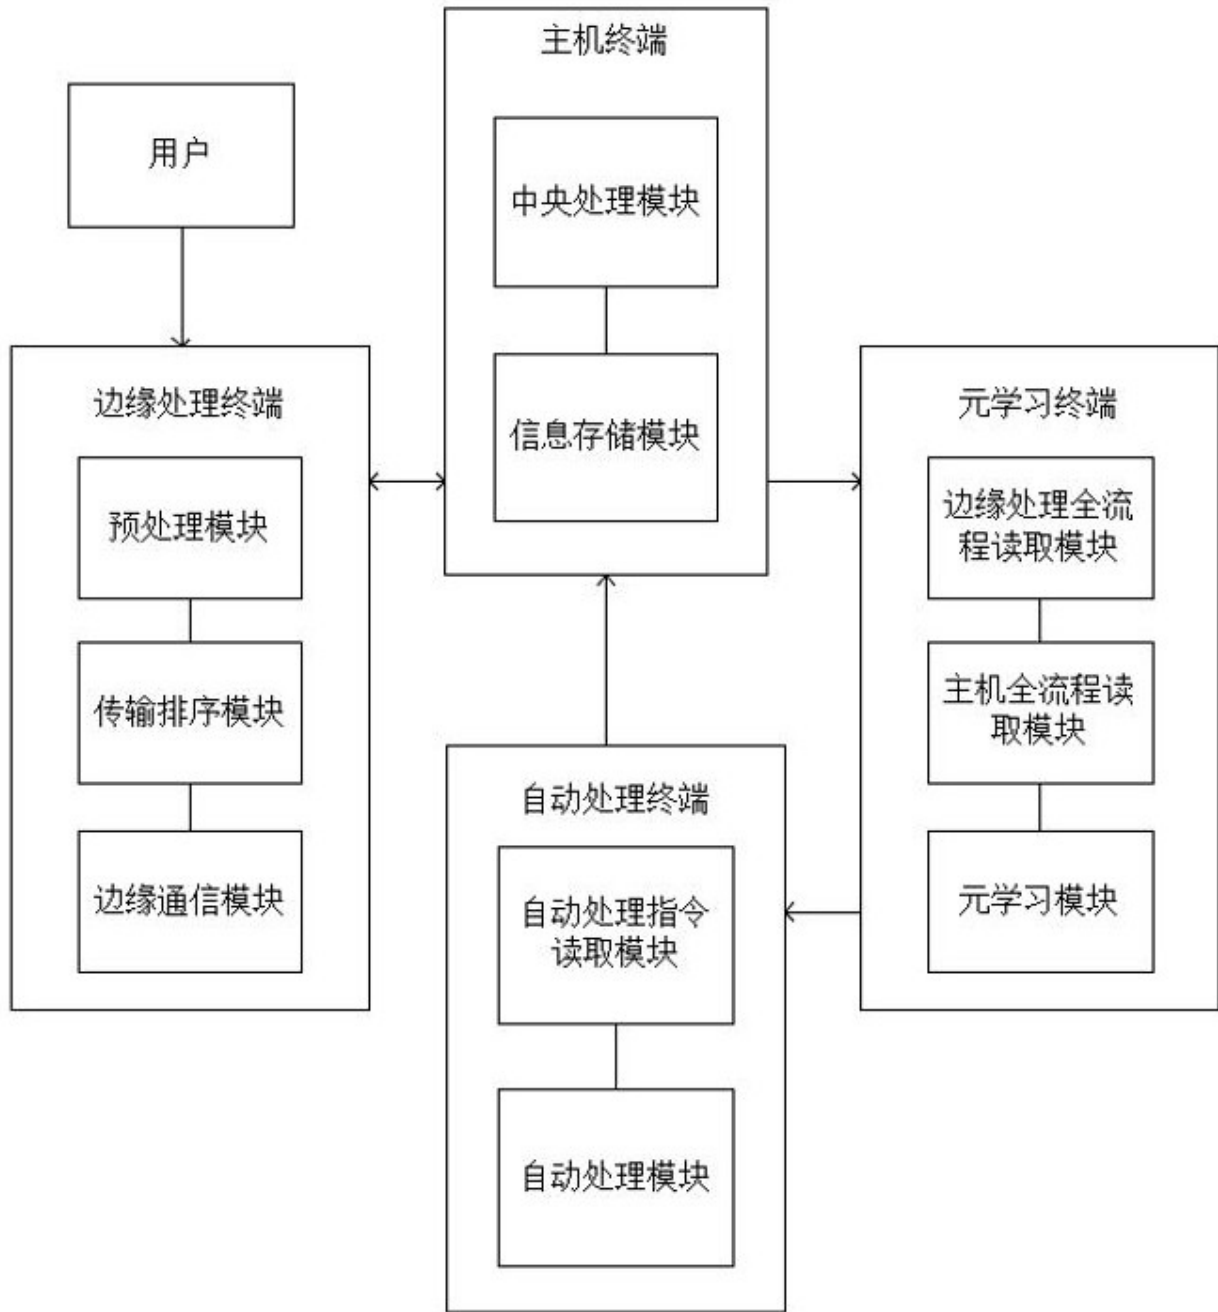 主机终端
用户
中央处理模块
信息存储模块
边缘处理终端
预处理模块
传输排序模块
边缘通信模块
元学习终端
边缘处理全流
程读取模块
主机全流程读
取模块
元学习模块
自动处理终端
自动处理指令
读取模块
自动处理模块